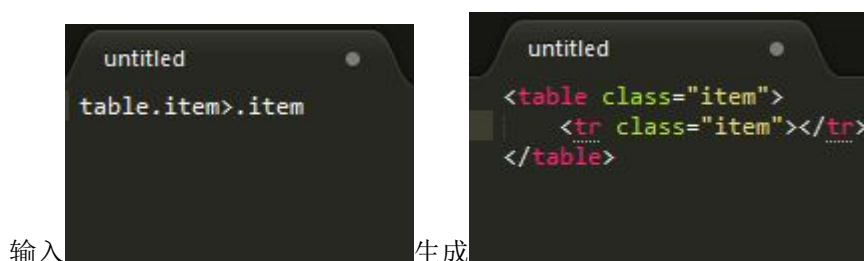 untitled
table.item>.item
untitled
<table class="item">
<tr class="item"></tr>
</table>
输入
生成